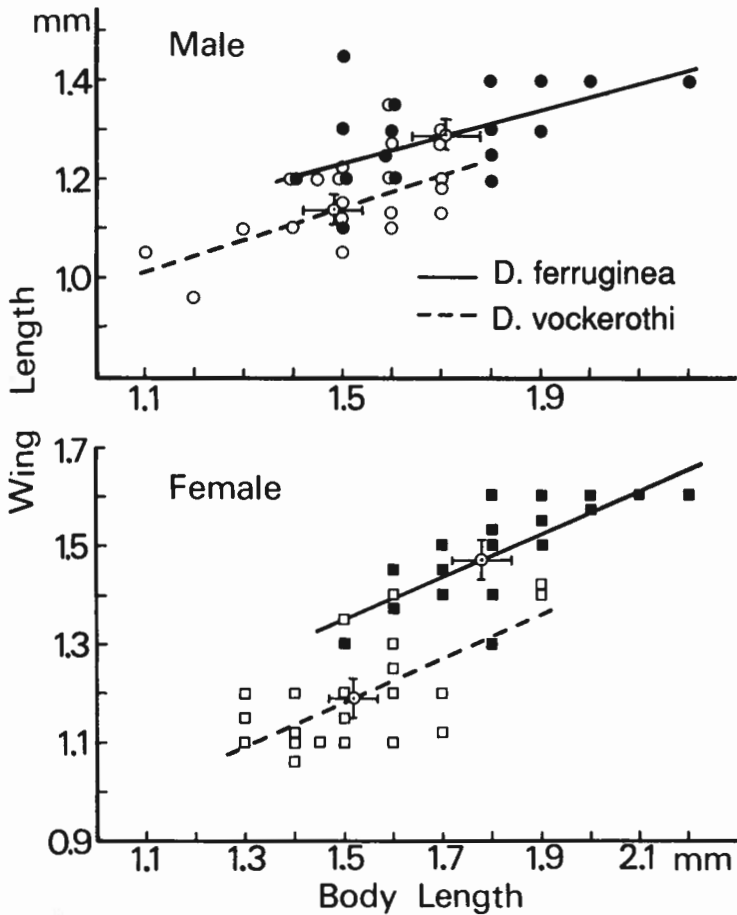 mm
Male
1.4
1.2
1.0
D. ferruginea
D. vockerothi
1.1 1.5 1.9
Wing Length
1.7
Female
1.5
1.3
1.1
0.9
1.1 1.3 1.5 1.7 1.9 2.1 mm
Body Length